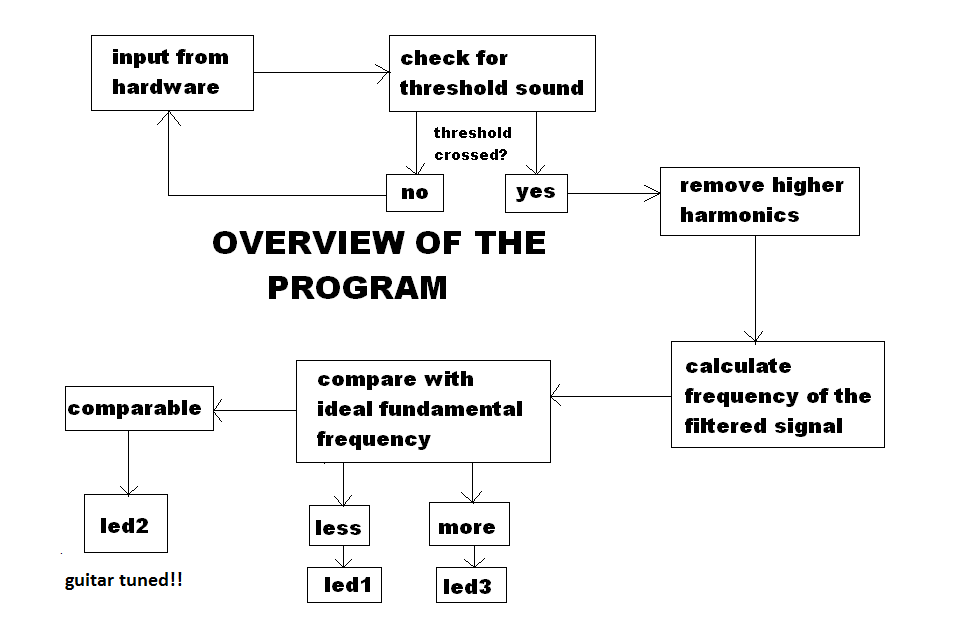 input from
hardware
check for
threshold sound
threshold
crossed?
no
yes
remove higher
harmonics
OVERVIEW OF THE
PROGRAM
calculate
frequency of the
filtered signal
compare with
ideal fundamental
frequency
comparable
led2
guitar tuned!!
less
more
led1
led3